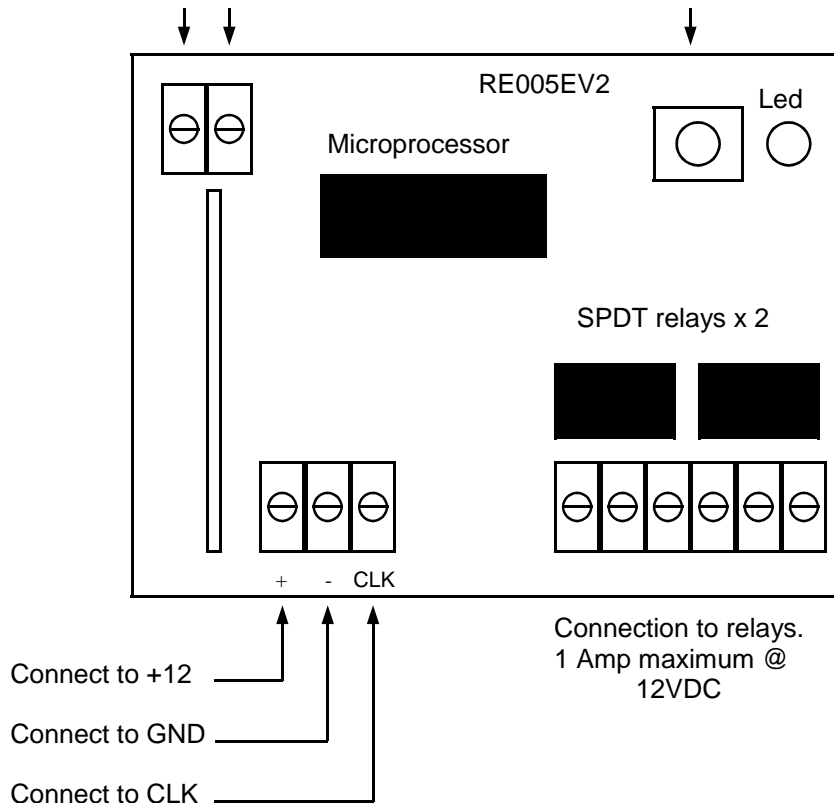 RE005EV2
Led
Microprocessor
SPDT relays x 2
+ - CLK
Connection to relays.
1 Amp maximum @
12VDC
Connect to +12
Connect to GND
Connect to CLK